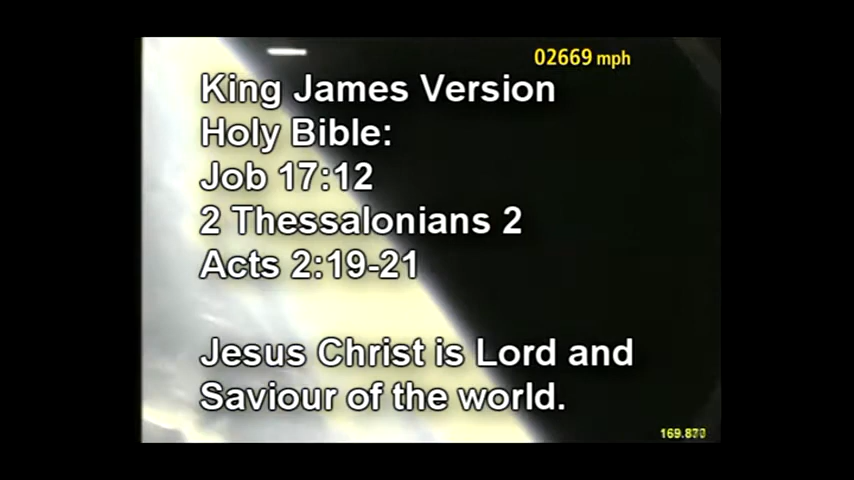 02669 mph
King James Version
Holy Bible:
Job 17:12
2 Thessalonians 2
Acts 2:19-21
Jesus Christ is Lord and
Saviour of the world.